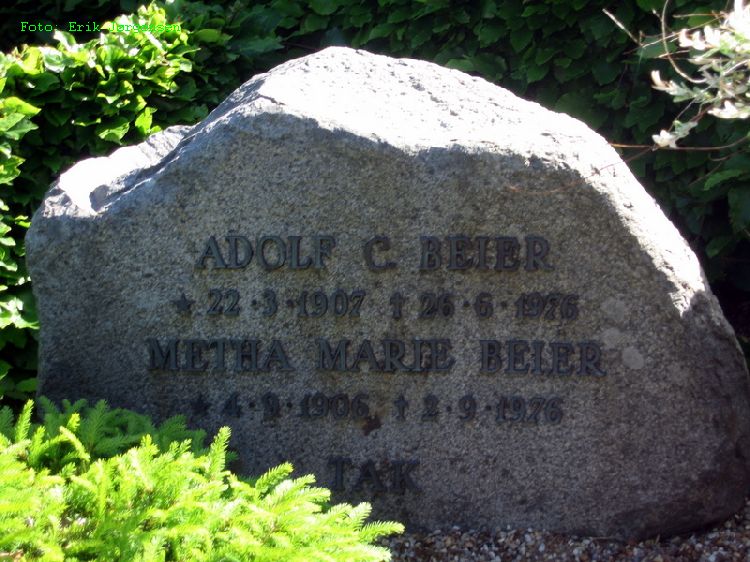 Foto: Erik Jørgensen
ADOLF C. BEIER
★ 22·3·1907 † 26·6·1976
METHA MARIE BEIER
★ 4·9·1906 † 2·9·1976
TAK